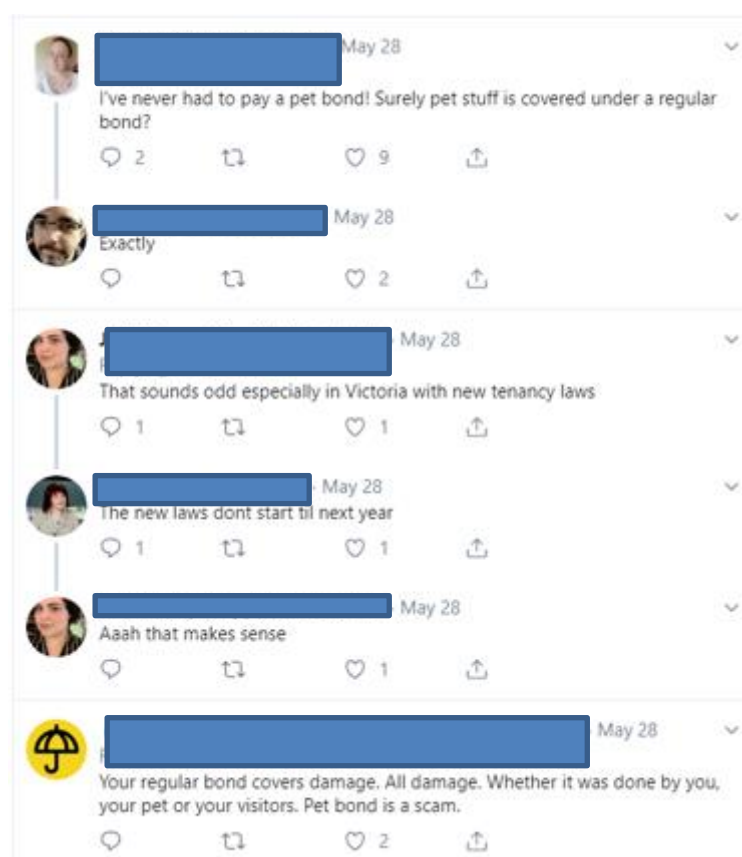 May 28
I've never had to pay a pet bond! Surely pet stuff is covered under a regular
bond?
2 9
May 28
Exactly
2
May 28
That sounds odd especially in Victoria with new tenancy laws
1 1
May 28
The new laws dont start til next year
1 1
May 28
Aaah that makes sense
1
May 28
Your regular bond covers damage. All damage. Whether it was done by you,
your pet or your visitors. Pet bond is a scam.
2